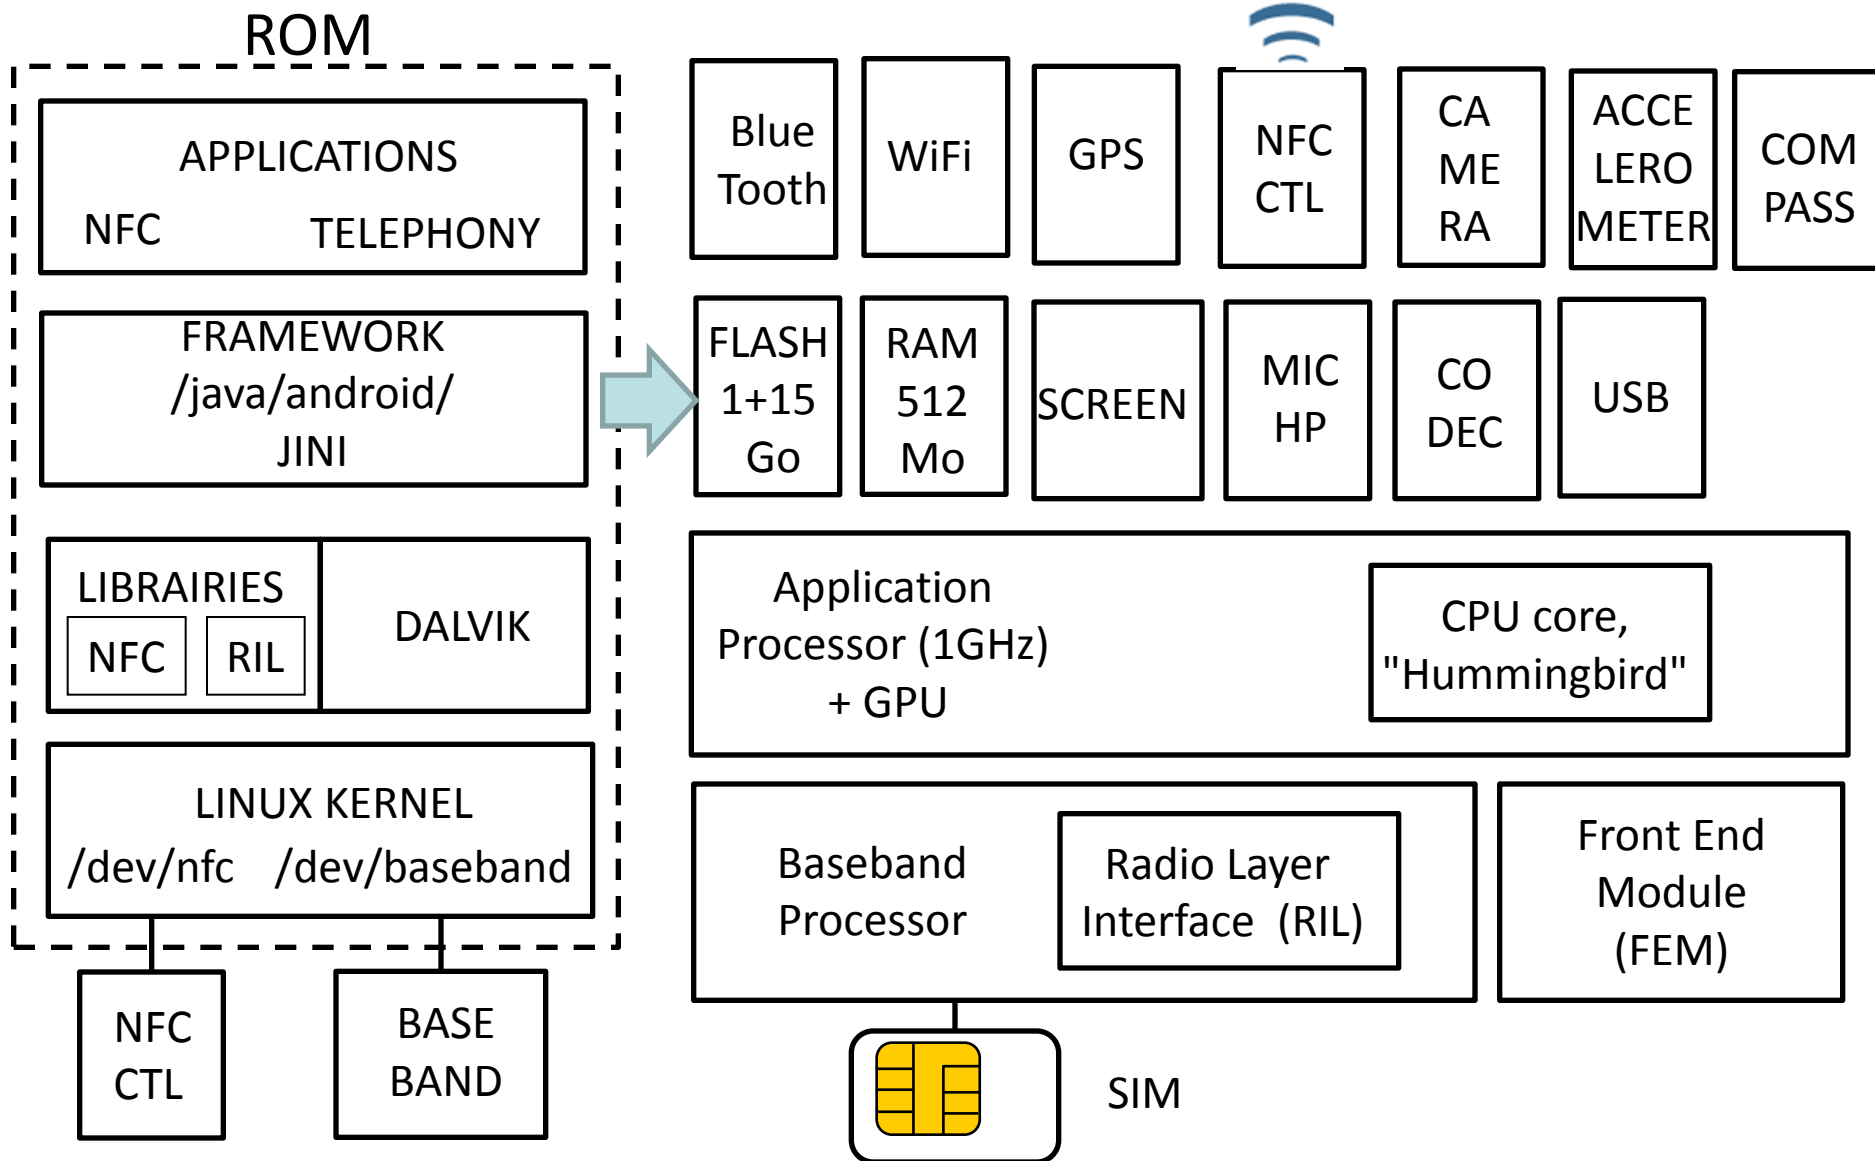 ROM
APPLICATIONS
NFC TELEPHONY
FRAMEWORK
/java/android/
JINI
LIBRAIRIES
NFC RIL
DALVIK
LINUX KERNEL
/dev/nfc /dev/baseband
NFC
CTL
BASE
BAND
Blue
Tooth
WiFi
GPS
NFC
CTL
CA
ME
RA
ACCE
LERO
METER
COM
PASS
FLASH
1+15
Go
RAM
512
Mo
SCREEN
MIC
HP
CO
DEC
USB
Application
Processor (1GHz)
+ GPU
CPU core,
"Hummingbird"
Baseband
Processor
Radio Layer
Interface (RIL)
Front End
Module
(FEM)
SIM